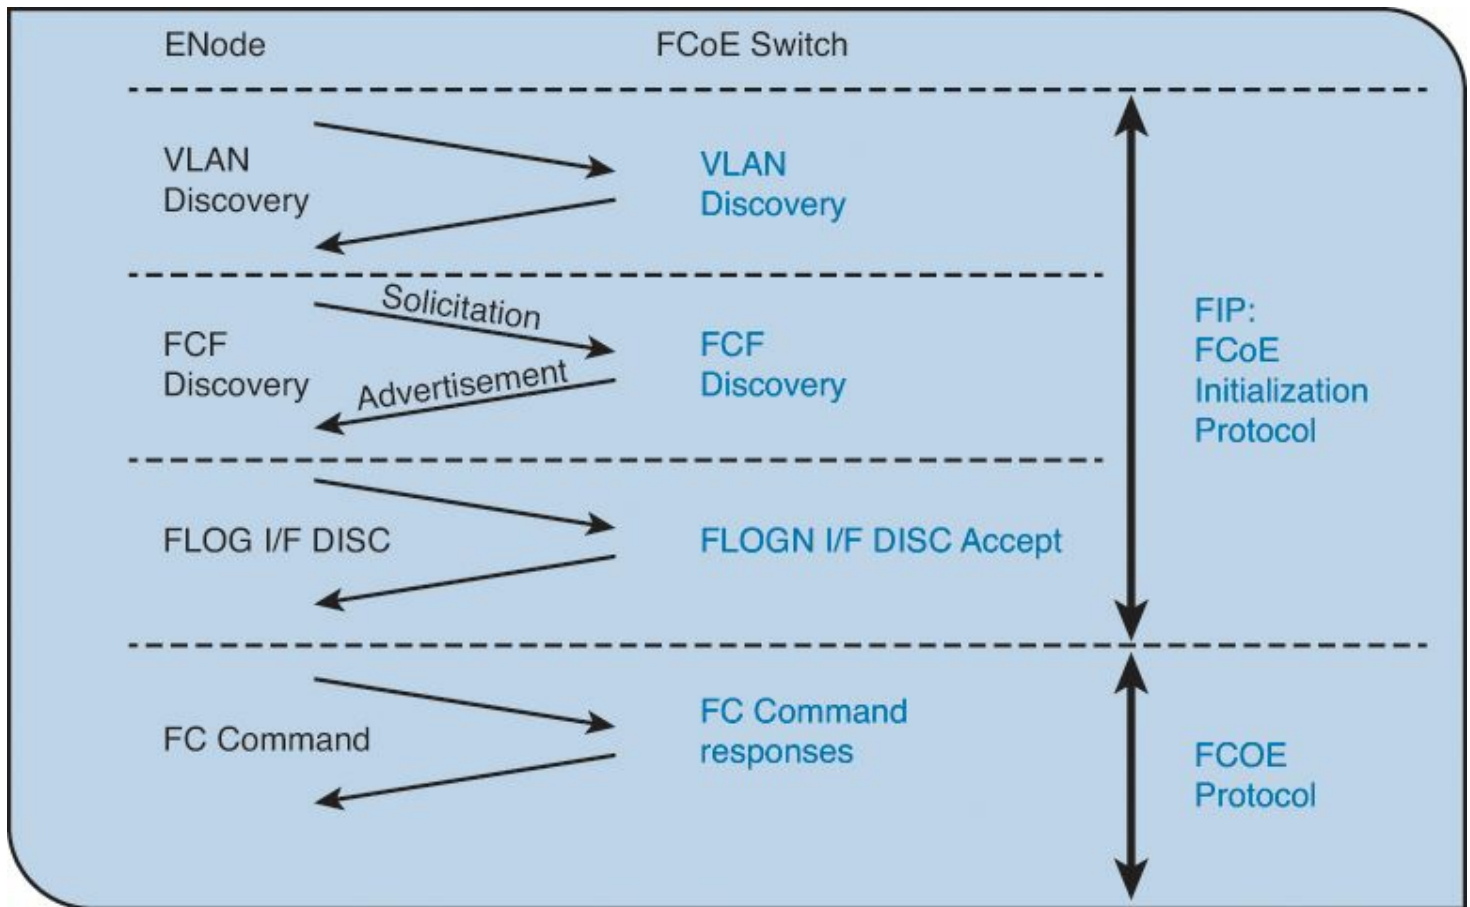 ENode
FCoE Switch
VLAN
Discovery
VLAN
Discovery
Solicitation
FCF
Discovery
Advertisement
FCF
Discovery
FIP:
FCoE
Initialization
Protocol
FLOG I/F DISC
FLOGN I/F DISC Accept
FC Command
FC Command
responses
FCOE
Protocol